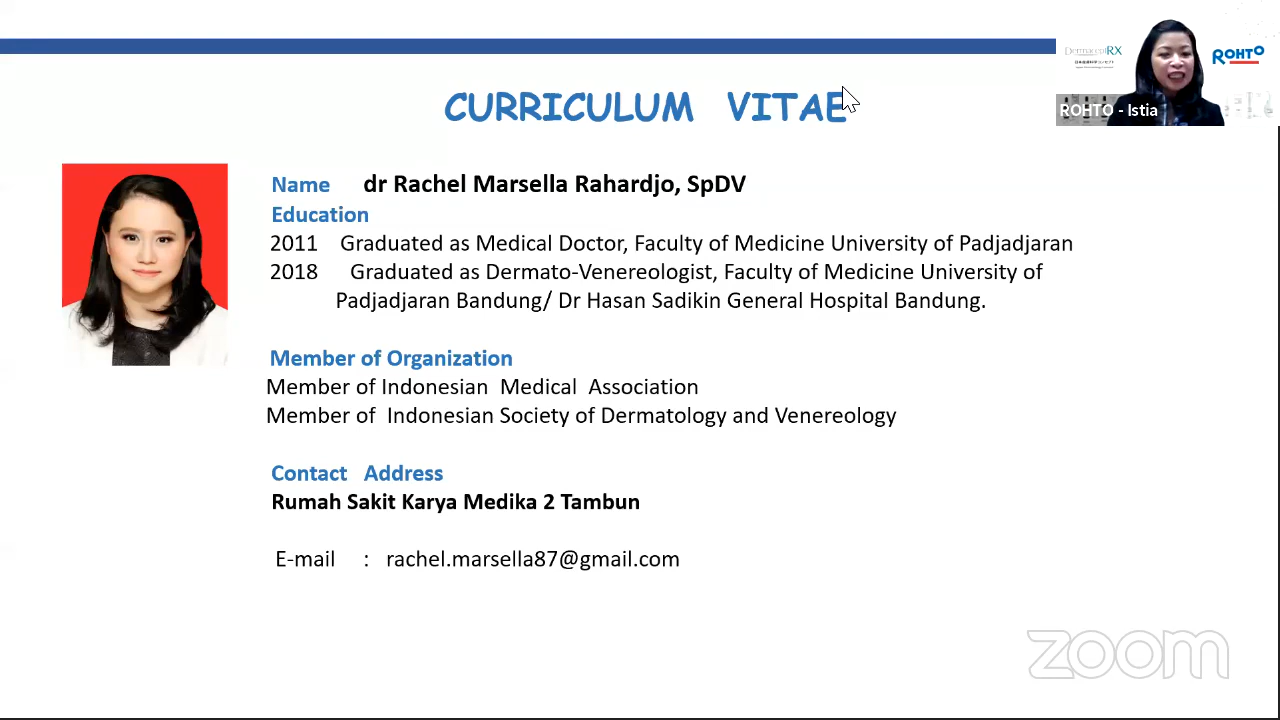 DermaceptRX
ROHTO
ROHTO - Istia
CURRICULUM VITAE
Name dr Rachel Marsella Rahardjo, SpDV
Education
2011 Graduated as Medical Doctor, Faculty of Medicine University of Padjadjaran
2018 Graduated as Dermato-Venereologist, Faculty of Medicine University of
Padjadjaran Bandung/ Dr Hasan Sadikin General Hospital Bandung.
Member of Organization
Member of Indonesian Medical Association
Member of Indonesian Society of Dermatology and Venereology
Contact Address
Rumah Sakit Karya Medika 2 Tambun
E-mail : rachel.marsella87@gmail.com
zoom